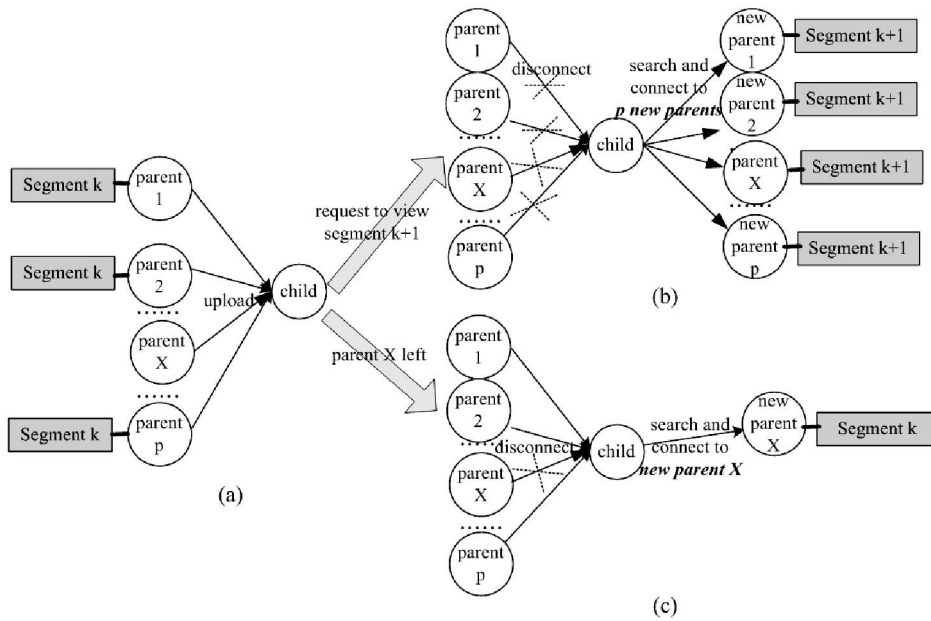 Segment k
parent
1
Segment k
parent
2
......
parent
X
......
Segment k
parent
p
upload
child
(a)
request to view
segment k+1
parent X left
parent
1
parent
2
......
parent
X
......
parent
p
disconnect
child
search and
connect to
p new parents
new
parent
1
Segment k+1
new
parent
2
Segment k+1
parent
X
Segment k+1
......
new
parent
p
Segment k+1
(b)
parent
1
parent
2
......
disconnect
parent
X
......
parent
p
child
search and
connect to
new parent X
new
parent
X
Segment k
(c)